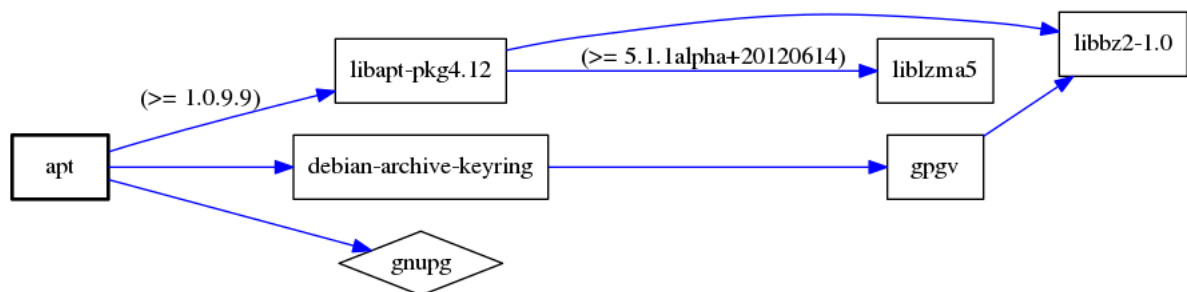 libbz2-1.0
libapt-pkg4.12
(>= 5.1.1alpha+20120614)
liblzma5
(>= 1.0.9.9)
apt
debian-archive-keyring
gpgv
gnupg